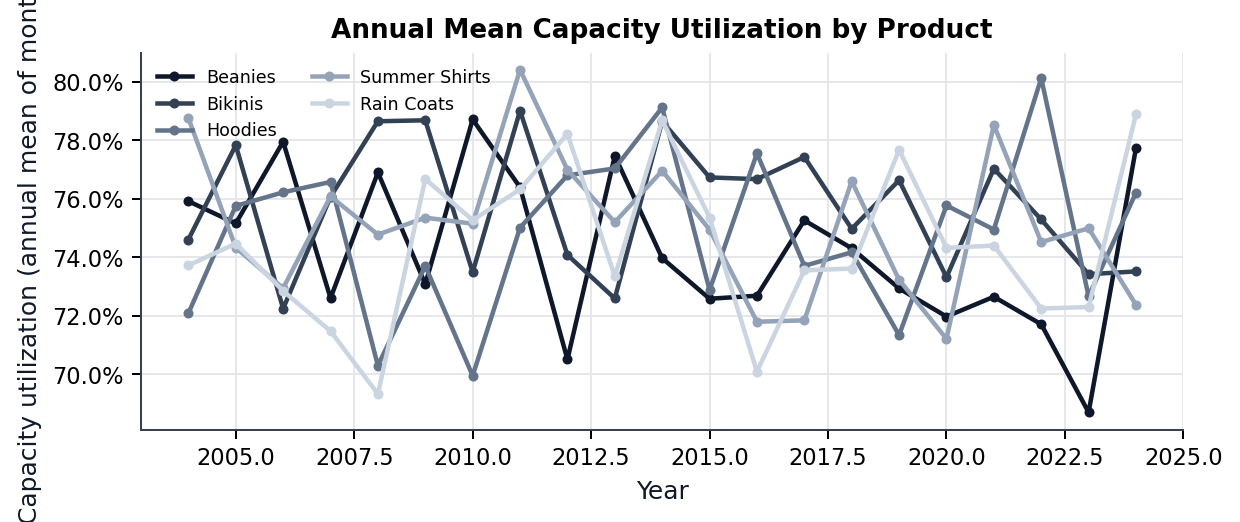 Annual Mean Capacity Utilization by Product
Capacity utilization (annual mean of mont
80.0%
78.0%
76.0%
74.0%
72.0%
70.0%
Beanies
Bikinis
Hoodies
Summer Shirts
Rain Coats
2005.0 2007.5 2010.0 2012.5 2015.0 2017.5 2020.0 2022.5 2025.0
Year